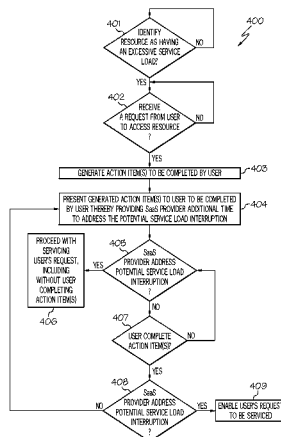 400
401
IDENTIFY
RESOURCE AS HAVING
AN EXCESSIVE SERVICE
LOAD?
NO
YES
402
RECEIVE
A REQUEST FROM USER
TO ACCESS RESOURCE
?
NO
YES
GENERATE ACTION ITEM(S) TO BE COMPLETED BY USER
403
PRESENT GENERATED ACTION ITEM(S) TO USER TO BE COMPLETED
BY USER THEREBY PROVIDING SaaS PROVIDER ADDITIONAL TIME
TO ADDRESS THE POTENTIAL SERVICE LOAD INTERRUPTION
404
405
SaaS
PROVIDER ADDRESS
POTENTIAL SERVICE LOAD
INTERRUPTION
?
YES
NO
PROCEED WITH
SERVICING
USER'S REQUEST,
INCLUDING
WITHOUT USER
COMPLETING
ACTION ITEM(S)
406
407
USER COMPLETE
ACTION ITEM(S)?
NO
YES
408
SaaS
PROVIDER ADDRESS
POTENTIAL SERVICE LOAD
INTERRUPTION
?
NO
YES
409
ENABLE USER'S REQUEST
TO BE SERVICED